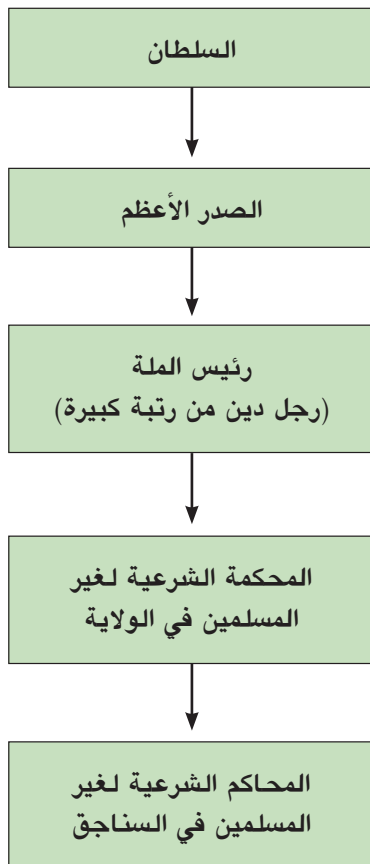 السلطان
الصدر الأعظم
رئيس الملة
(رجل دين من رتبة كبيرة)
المحكمة الشرعية لغير
المسلمين في الولاية
المحاكم الشرعية لغير
المسلمين في السناجق